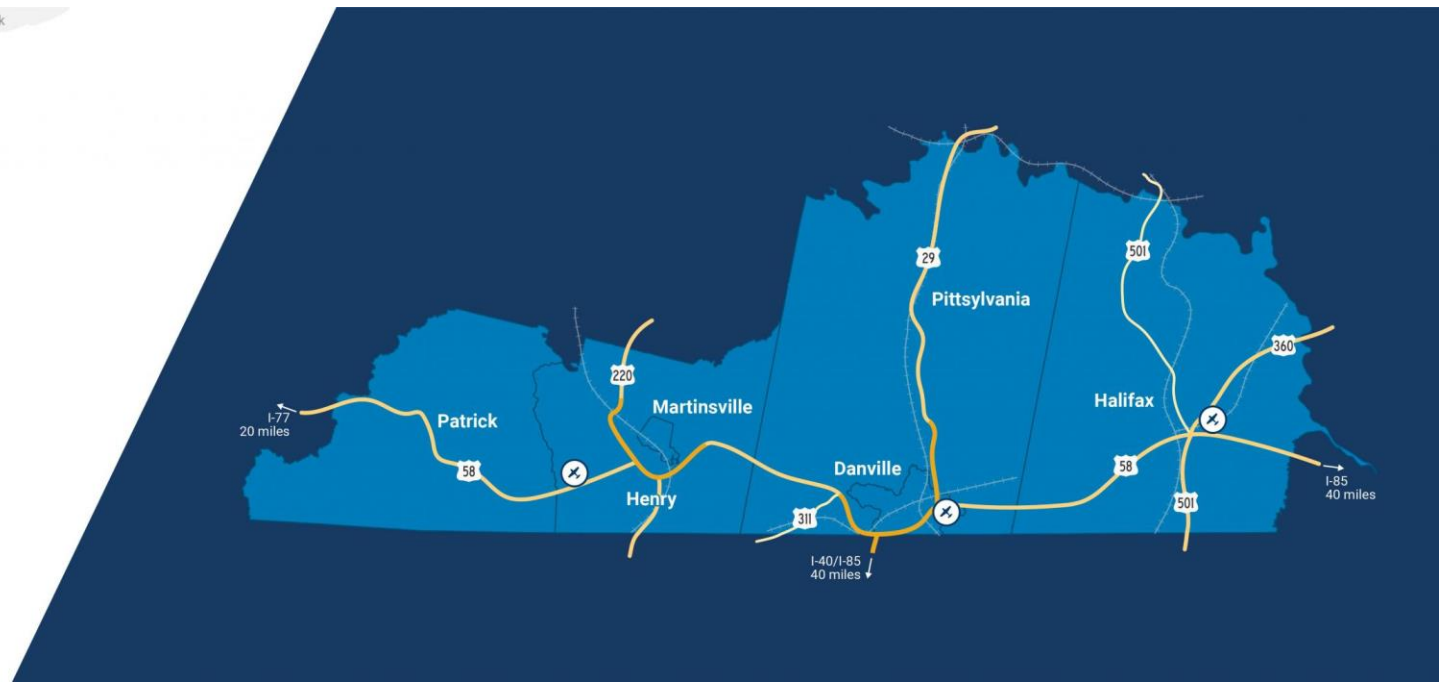 k
29
501
Pittsylvania
360
220
Halifax
Martinsville
Patrick
I-77
20 miles
58
Danville
58
Henry
I-85
40 miles
501
311
I-40/I-85
40 miles